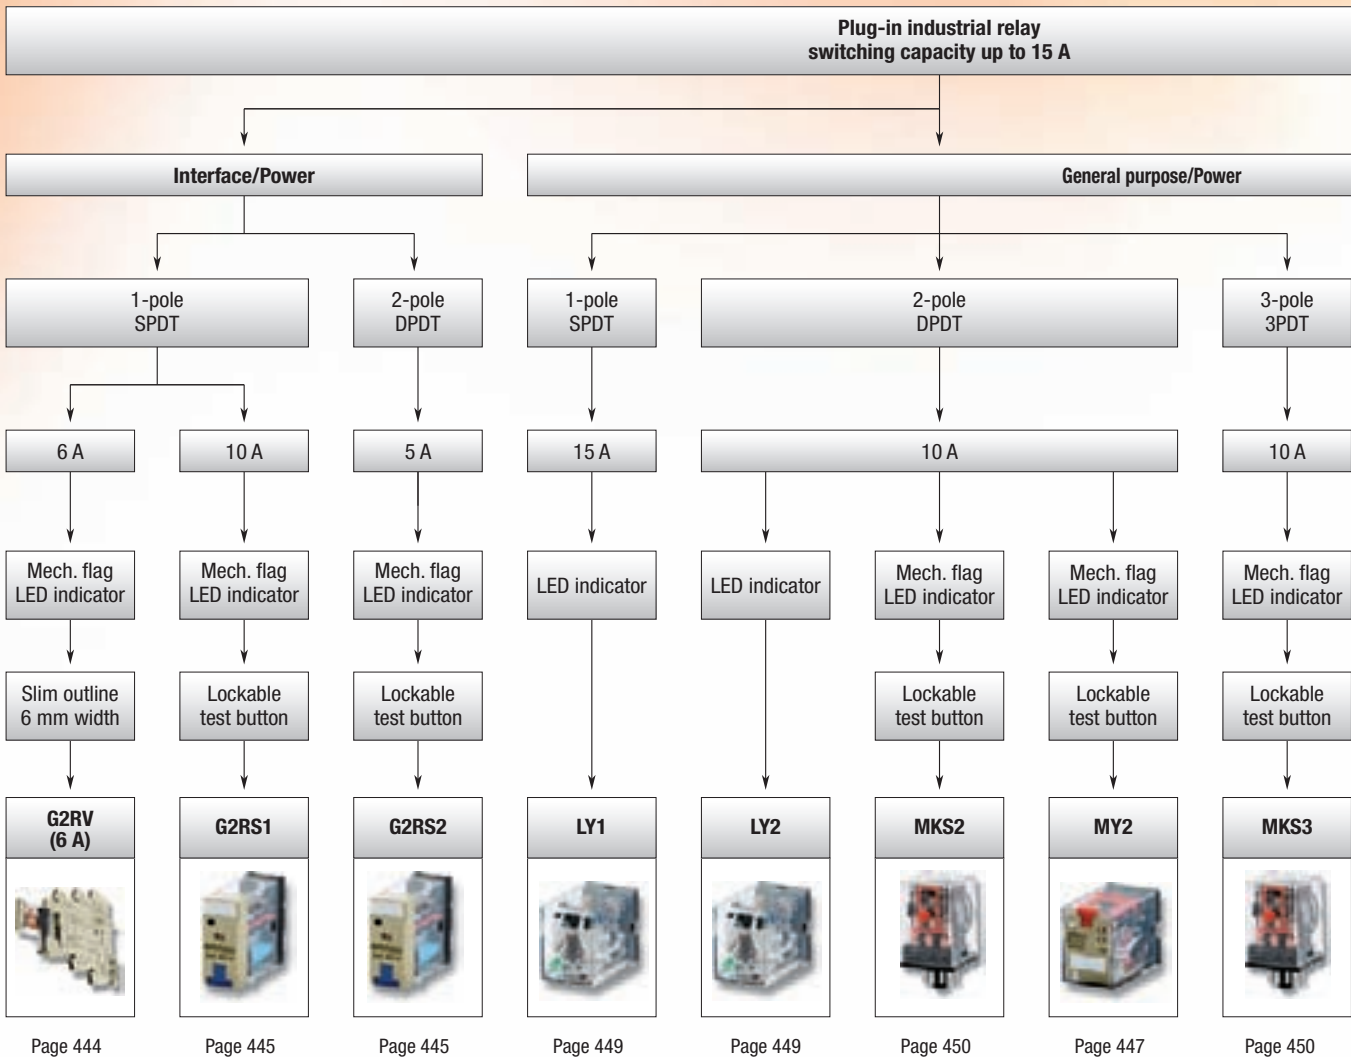 Plug-in industrial relay
switching capacity up to 15 A
Interface/Power
General purpose/Power
1-pole
SPDT
2-pole
DPDT
1-pole
SPDT
2-pole
DPDT
3-pole
3PDT
6 A
10 A
5 A
15 A
10 A
10 A
Mech. flag
LED indicator
Mech. flag
LED indicator
Mech. flag
LED indicator
LED indicator
LED indicator
Mech. flag
LED indicator
Mech. flag
LED indicator
Mech. flag
LED indicator
Slim outline
6 mm width
Lockable
test button
Lockable
test button
Lockable
test button
Lockable
test button
Lockable
test button
G2RV
(6 A)
G2RS1
G2RS2
LY1
LY2
MKS2
MY2
MKS3
Page 444
Page 445
Page 445
Page 449
Page 449
Page 450
Page 447
Page 450